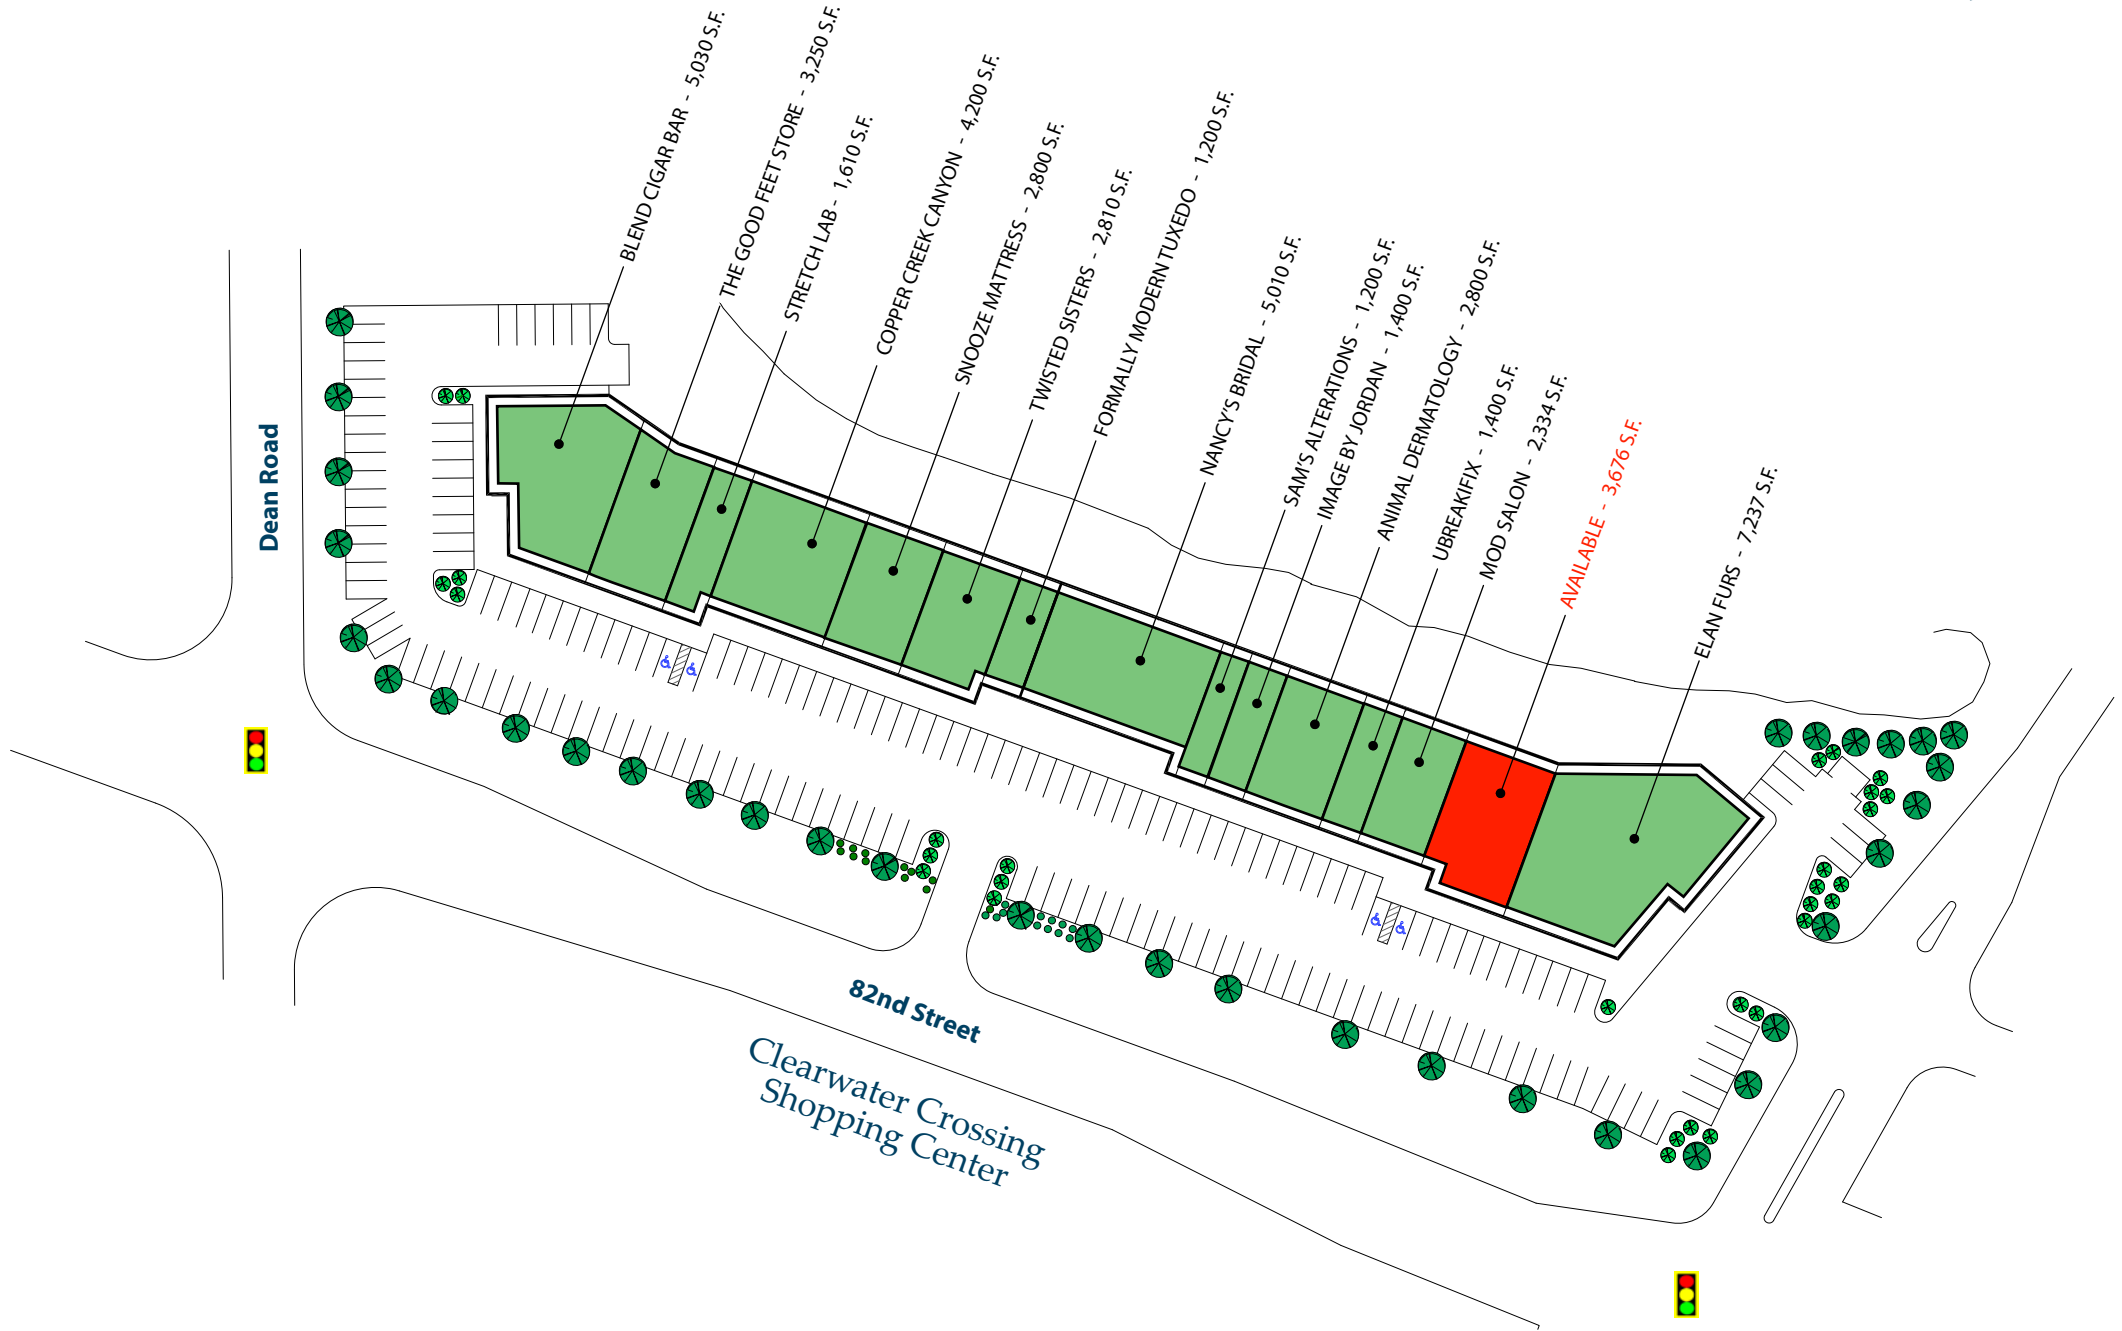 BLEND CIGAR BAR - 5,030 S.F.
THE GOOD FEET STORE - 3,250 S.F.
STRETCH LAB - 1,610 S.F.
COPPER CREEK CANYON - 4,200 S.F.
SNOOZE MATTRESS - 2,800 S.F.
TWISTED SISTERS - 2,810 S.F.
FORMALLY MODERN TUXEDO - 1,200 S.F.
NANCY'S BRIDAL - 5,010 S.F.
SAM'S ALTERATIONS - 1,200 S.F.
IMAGE BY JORDAN - 1,400 S.F.
ANIMAL DERMATOLOGY - 2,800 S.F.
UBREAKIFIX - 1,400 S.F.
MOD SALON - 2,334 S.F.
AVAILABLE - 3,676 S.F.
ELAN FURS - 7,237 S.F.
Dean Road
82nd Street
Clearwater Crossing
Shopping Center